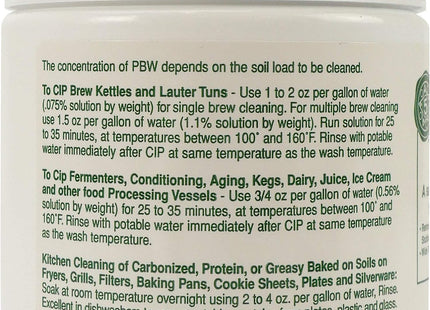 The concentration of PBW depends on the soil load to be cleaned.
To CIP Brew Kettles and Lauter Tuns - Use 1 to 2 oz per gallon of water
(.075% solution by weight) for single brew cleaning. For multiple brew cleaning
use 1.5 oz per gallon of water (1.1% solution by weight). Run solution for 25
to 35 minutes, at temperatures between 100° and 160°F. Rinse with potable
water immediately after CIP at same temperature as the wash temperature.
To Cip Fermenters, Conditioning, Aging, Kegs, Dairy, Juice, Ice Cream
and other food Processing Vessels - Use 3/4 oz per gallon of water (0.56%
solution by weight) for 25 to 35 minutes, at temperatures between 100° and
160°F. Rinse with potable water immediately after CIP at same temperature
as the wash temperature.
Kitchen Cleaning of Carbonized, Protein, or Greasy Baked on Soils on
Fryers, Grills, Filters, Baking Pans, Cookie Sheets, Plates and Silverware:
Soak at room temperature overnight using 2 to 4 oz. per gallon of water, Rinse.